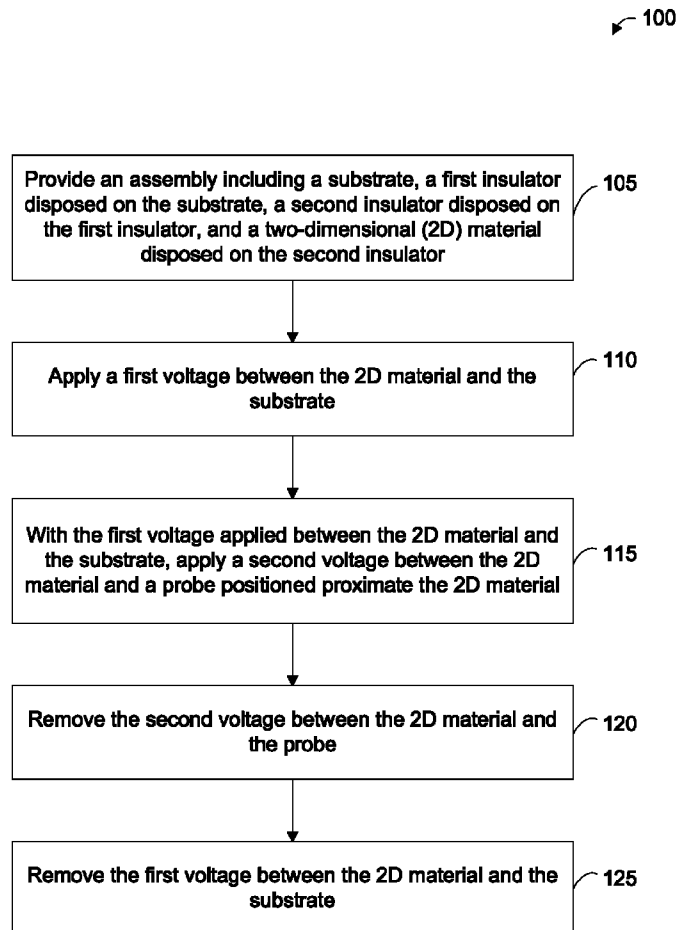 100
Provide an assembly including a substrate, a first insulator
disposed on the substrate, a second insulator disposed on
the first insulator, and a two-dimensional (2D) material
disposed on the second insulator
105
Apply a first voltage between the 2D material and the
substrate
110
With the first voltage applied between the 2D material and
the substrate, apply a second voltage between the 2D
material and a probe positioned proximate the 2D material
115
Remove the second voltage between the 2D material and
the probe
120
Remove the first voltage between the 2D material and the
substrate
125